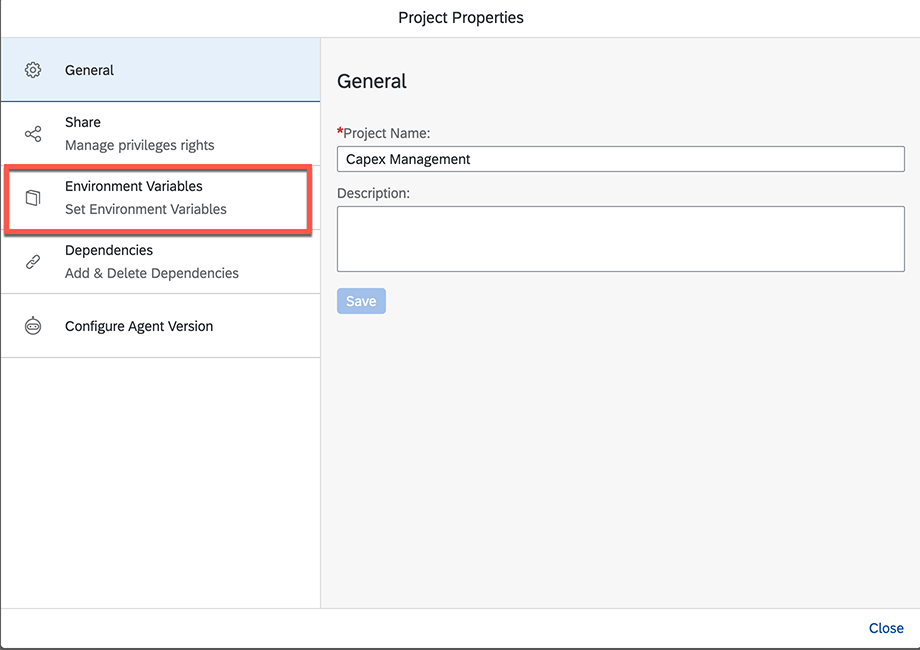 Project Properties
General
Share
Manage privileges rights
Environment Variables
Set Environment Variables
Dependencies
Add & Delete Dependencies
Configure Agent Version
General
*Project Name:
Capex Management
Description:
Save
Close